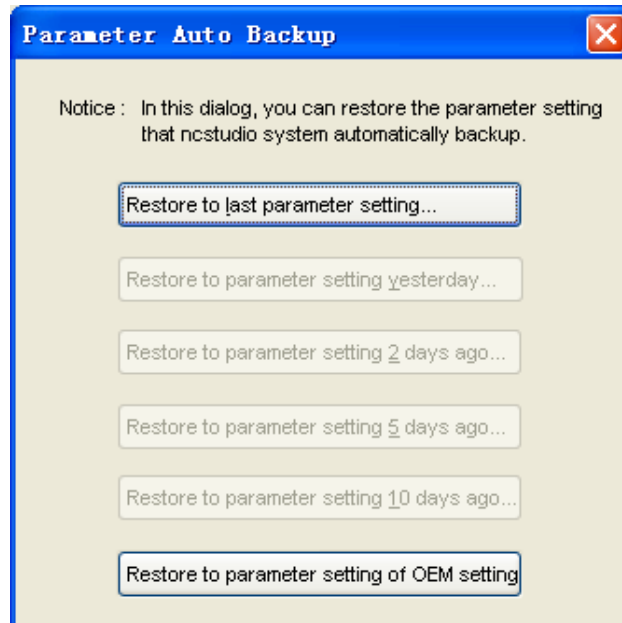 Parameter Auto Backup
Notice : In this dialog, you can restore the parameter setting
that ncstudio system automatically backup.
Restore to last parameter setting...
Restore to parameter setting yesterday...
Restore to parameter setting 2 days ago...
Restore to parameter setting 5 days ago...
Restore to parameter setting 10 days ago...
Restore to parameter setting of OEM setting